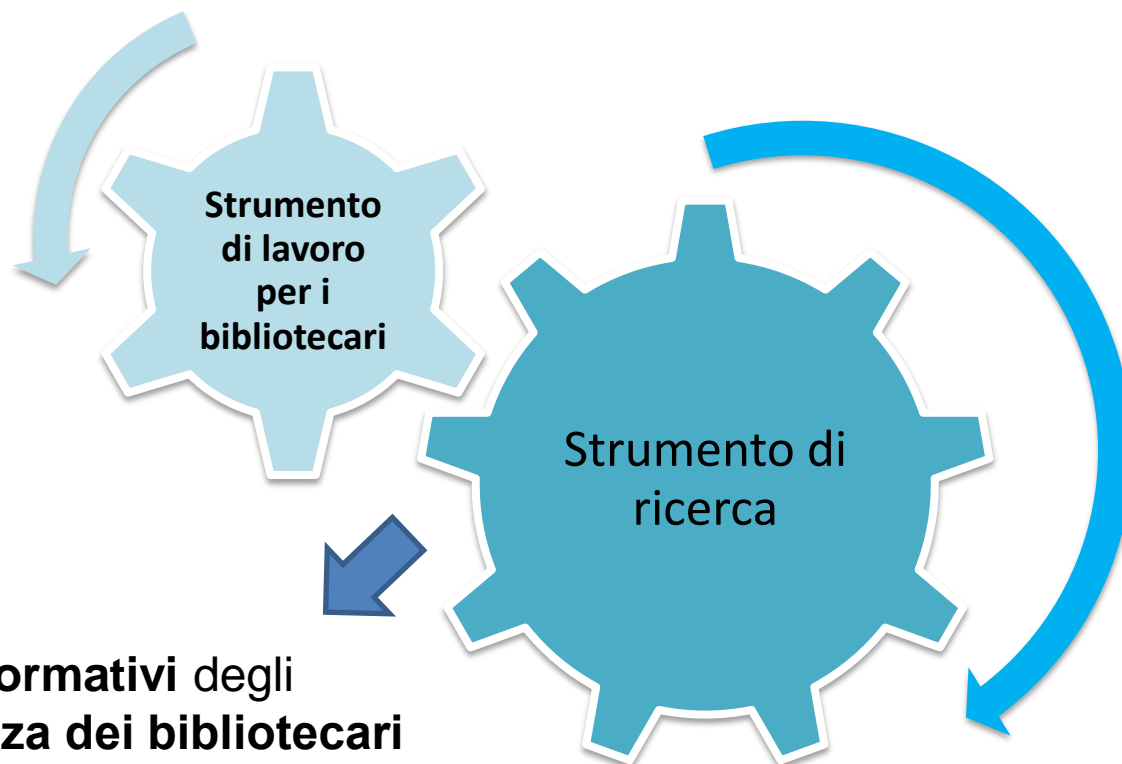 Strumento
di lavoro
per i
bibliotecari
Strumento di
ricerca
ormativi degli
za dei bibliotecari